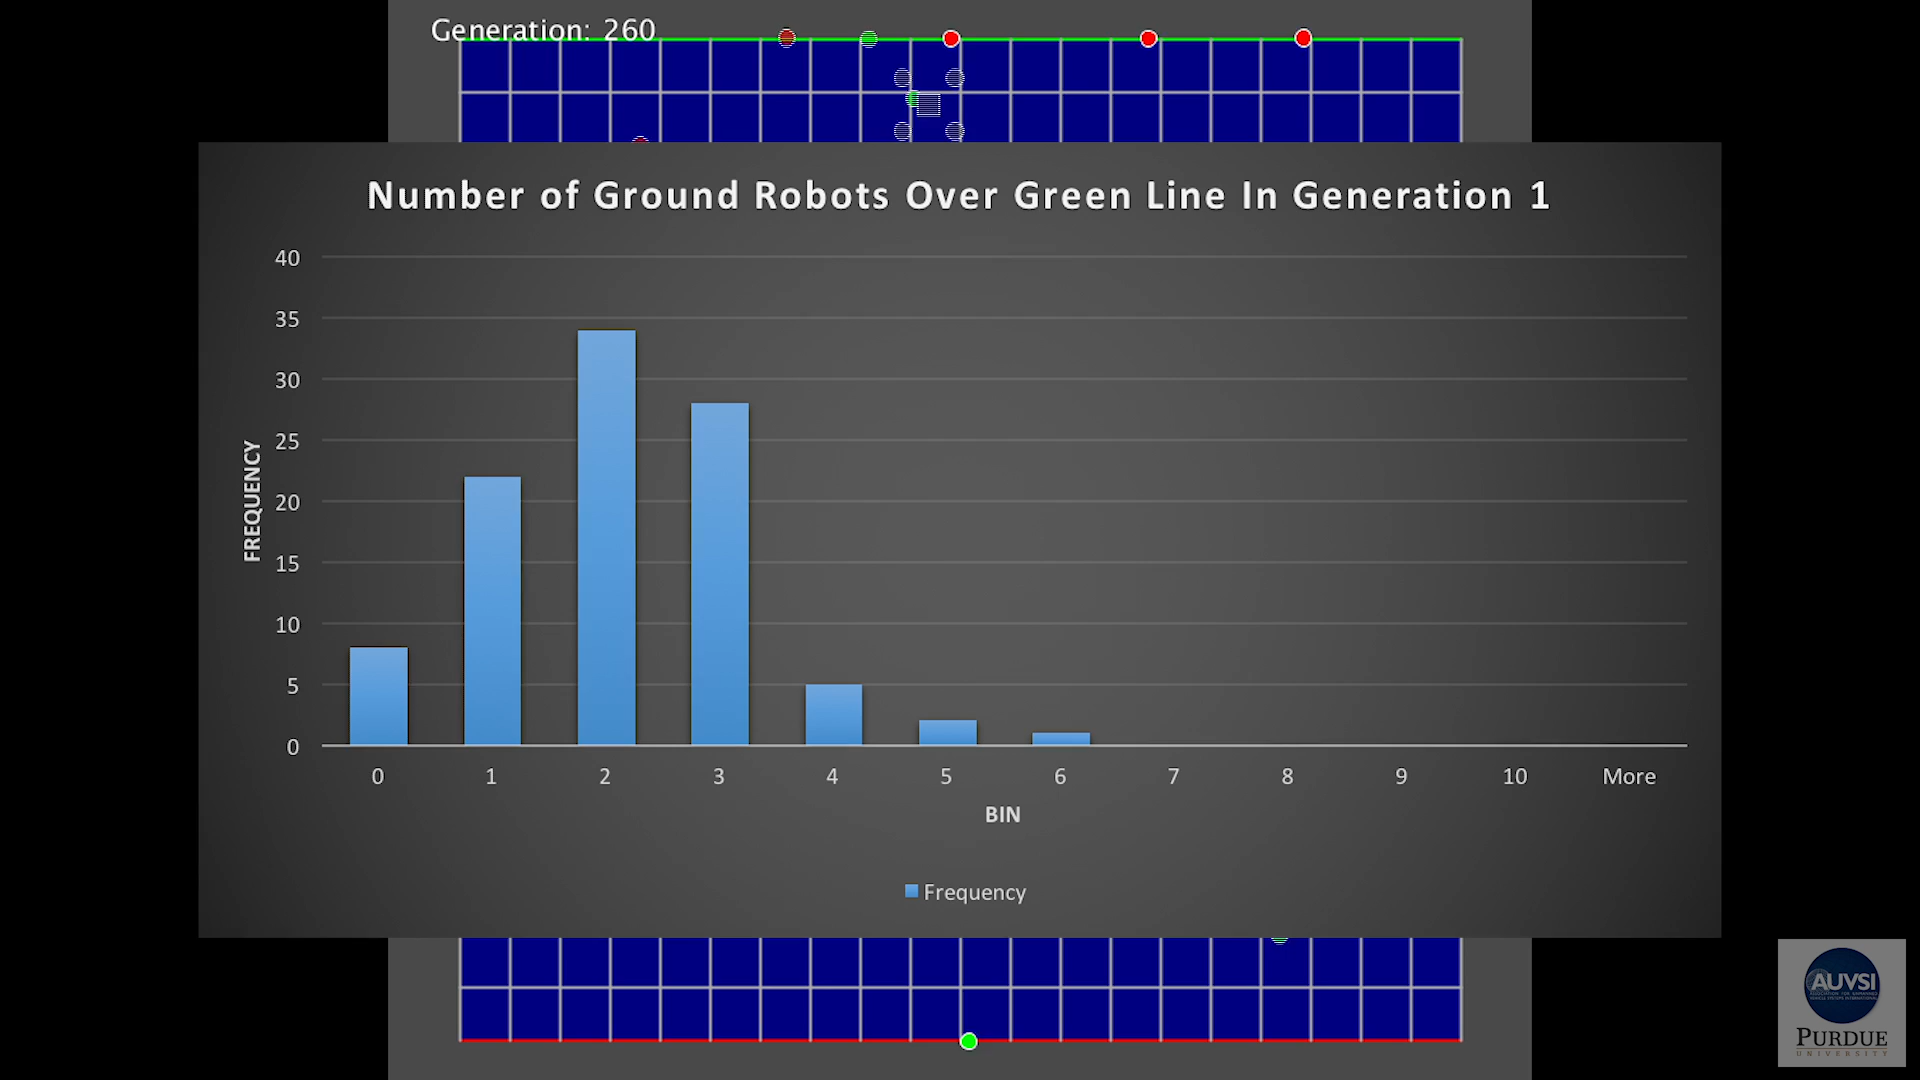 Generation: 260
Number of Ground Robots Over Green Line In Generation 1
40
35
30
25
20
15
10
5
0
FREQUENCY
0 1 2 3 4 5 6 7 8 9 10 More
BIN
Frequency
AUVSI
PURDUE
UNIVERSITY